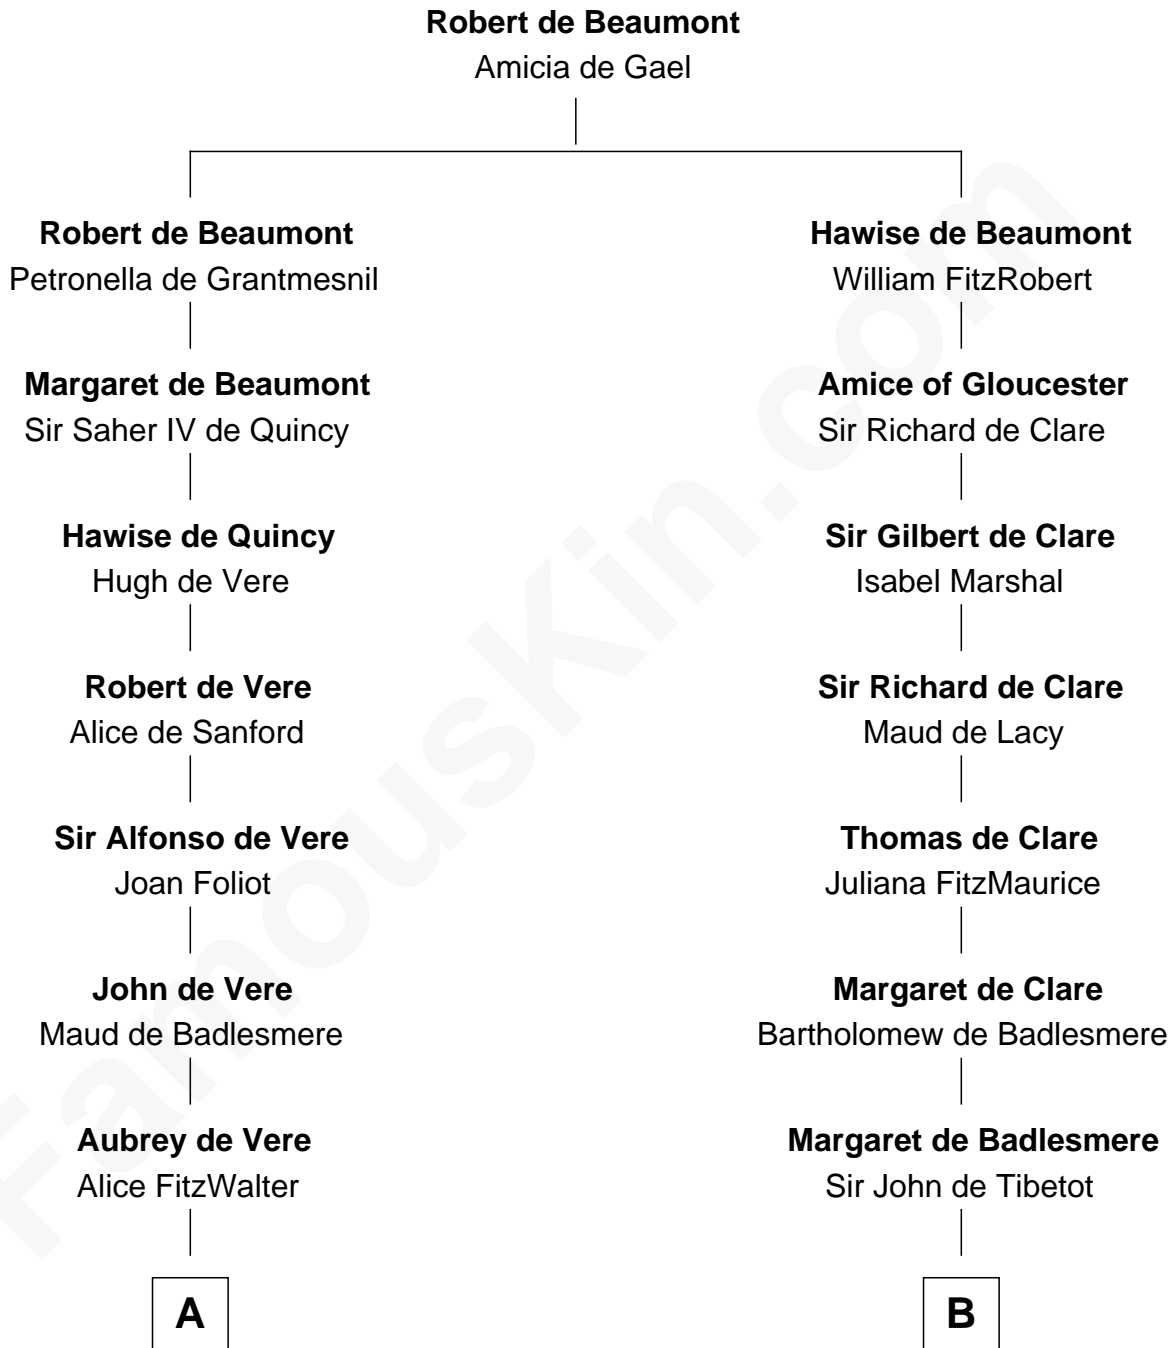 Robert de Beaumont
Amicia de Gael
Robert de Beaumont
Petronella de Grantmesnil
Hawise de Beaumont
William FitzRobert
Margaret de Beaumont
Sir Saher IV de Quincy
Amice of Gloucester
Sir Richard de Clare
Hawise de Quincy
Hugh de Vere
Sir Gilbert de Clare
Isabel Marshal
Robert de Vere
Alice de Sanford
Sir Richard de Clare
Maud de Lacy
Sir Alfonso de Vere
Joan Foliot
Thomas de Clare
Juliana FitzMaurice
John de Vere
Maud de Badlesmere
Margaret de Clare
Bartholomew de Badlesmere
Aubrey de Vere
Alice FitzWalter
Margaret de Badlesmere
Sir John de Tibetot
A
B
FamousKin.com